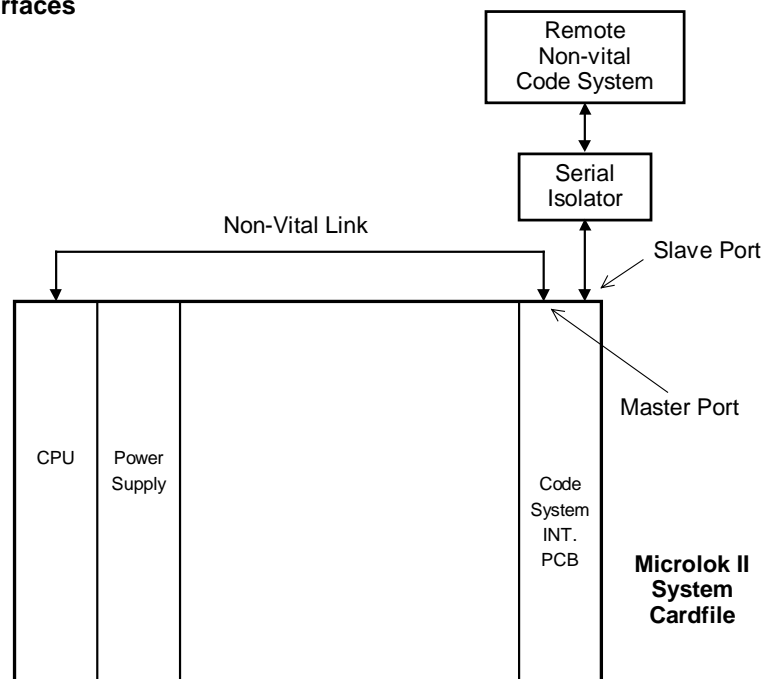 rfaces
Remote
Non-vital
Code System
Serial
Isolator
Non-Vital Link
Slave Port
Master Port
CPU
Power
Supply
Code
System
INT.
PCB
Microlok II
System
Cardfile